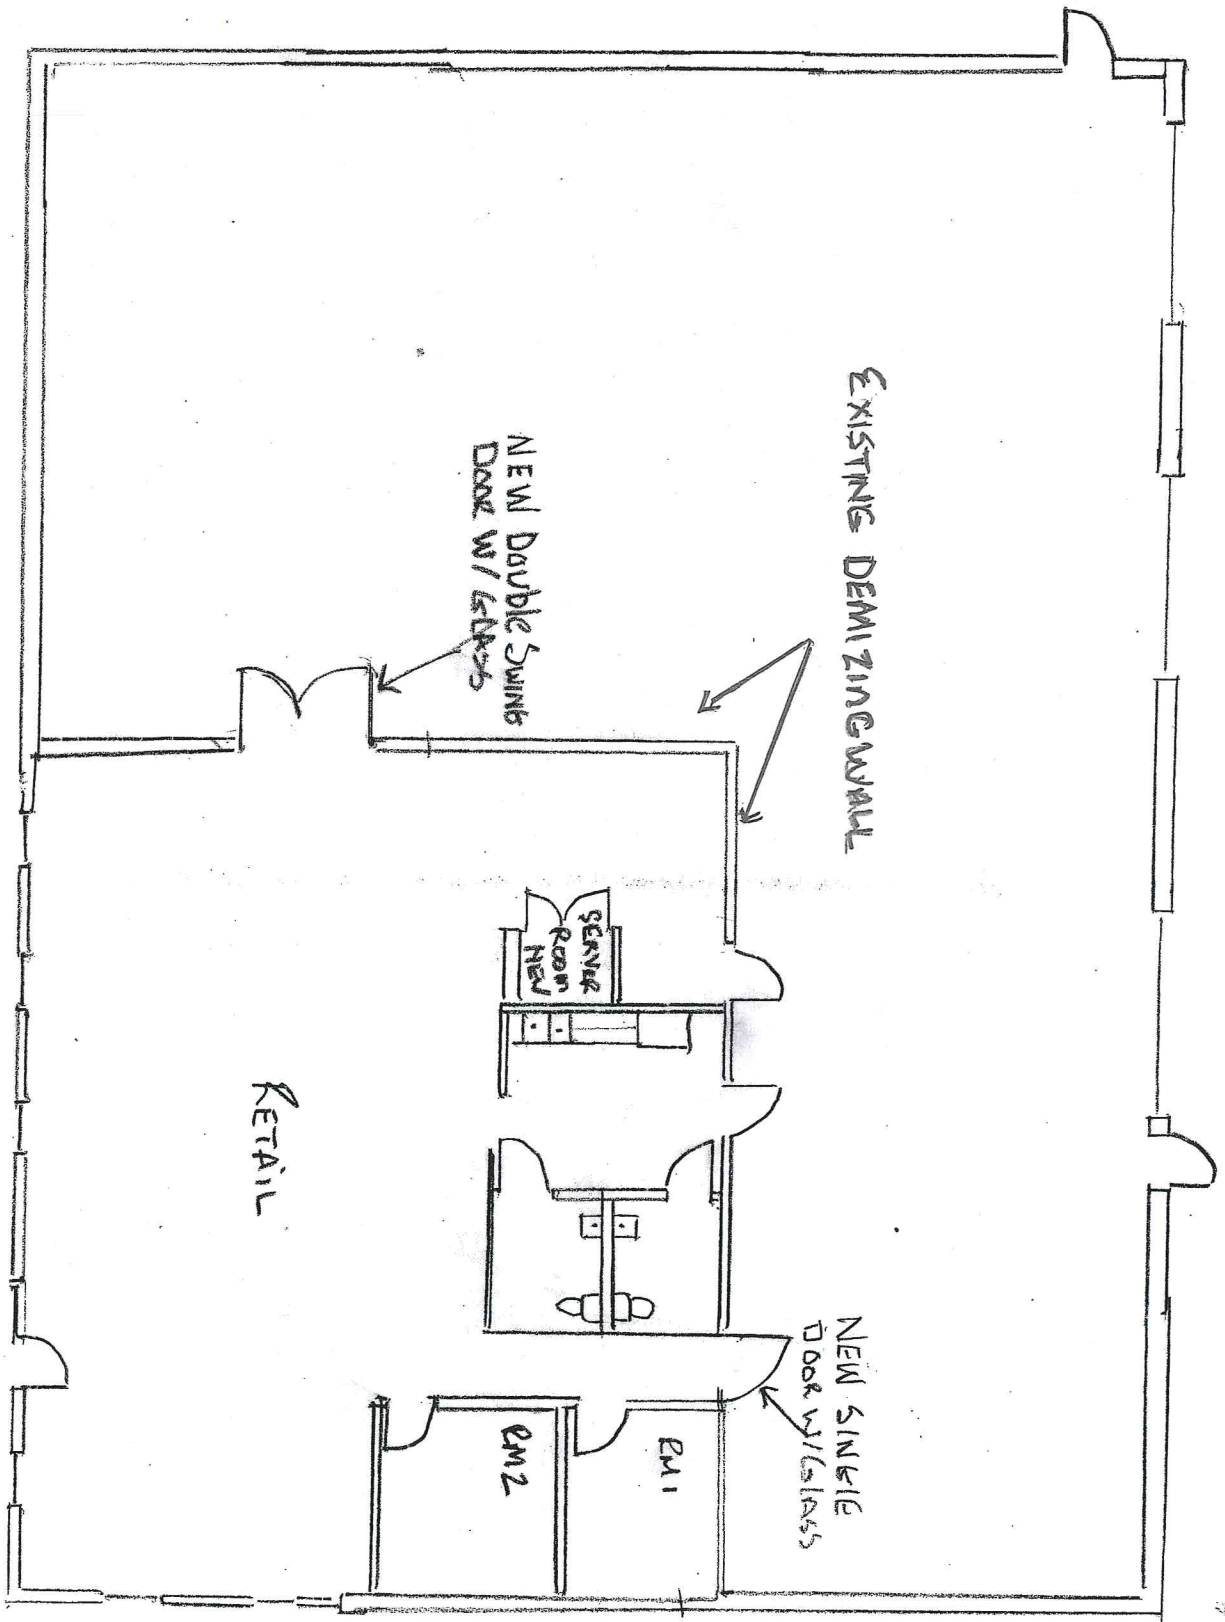 EXISTING DEMIZING WALL
NEW DOUBLE SWING
DOOR W/ GLASS
NEW SINGLE
DOOR W/ GLASS
SERVER
ROOM
NEW
RM1
RM2
RETAIL